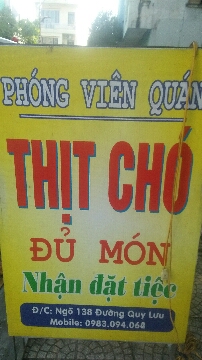 PHÓNG VIÊN QUÁN
THỊT CHÓ
ĐỦ MÓN
Nhận đặt tiệc
Đ/C: Ngõ 138 Đường Quy Lưu
Mobile: 0983.094.068